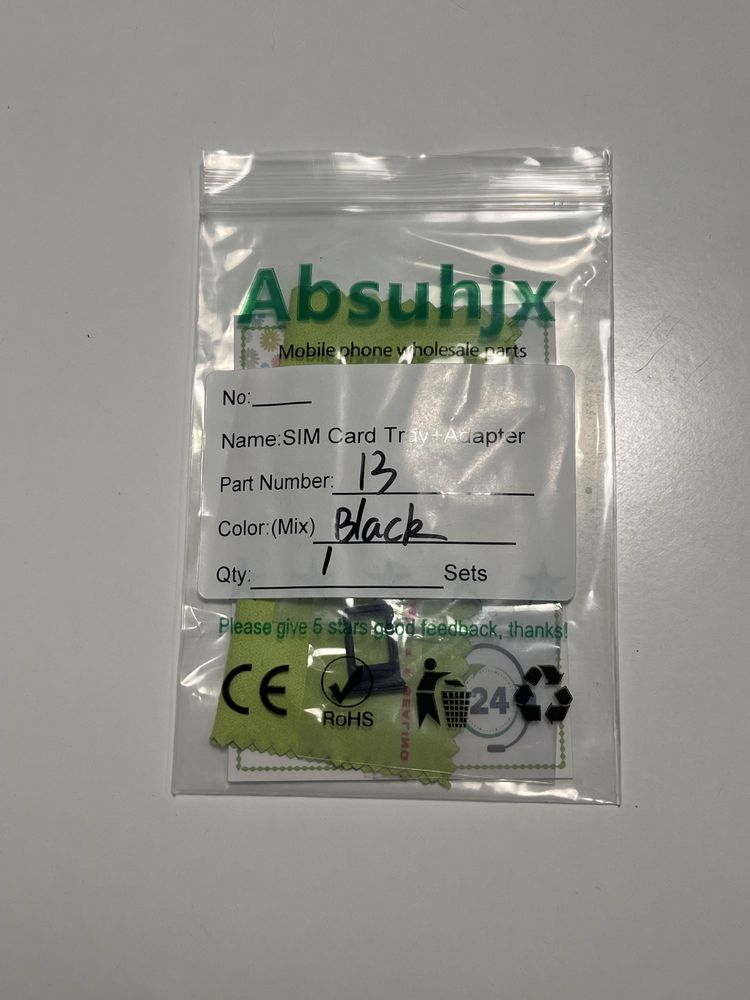 Absuhjx
Mobile phone wholesale parts
No:
Name:SIM Card Tray+Adapter
Part Number: 13
Color:(Mix) Black
Qty: 1 Sets
Please give 5 stars good feedback, thanks!
CE
RoHS
SEALING
24